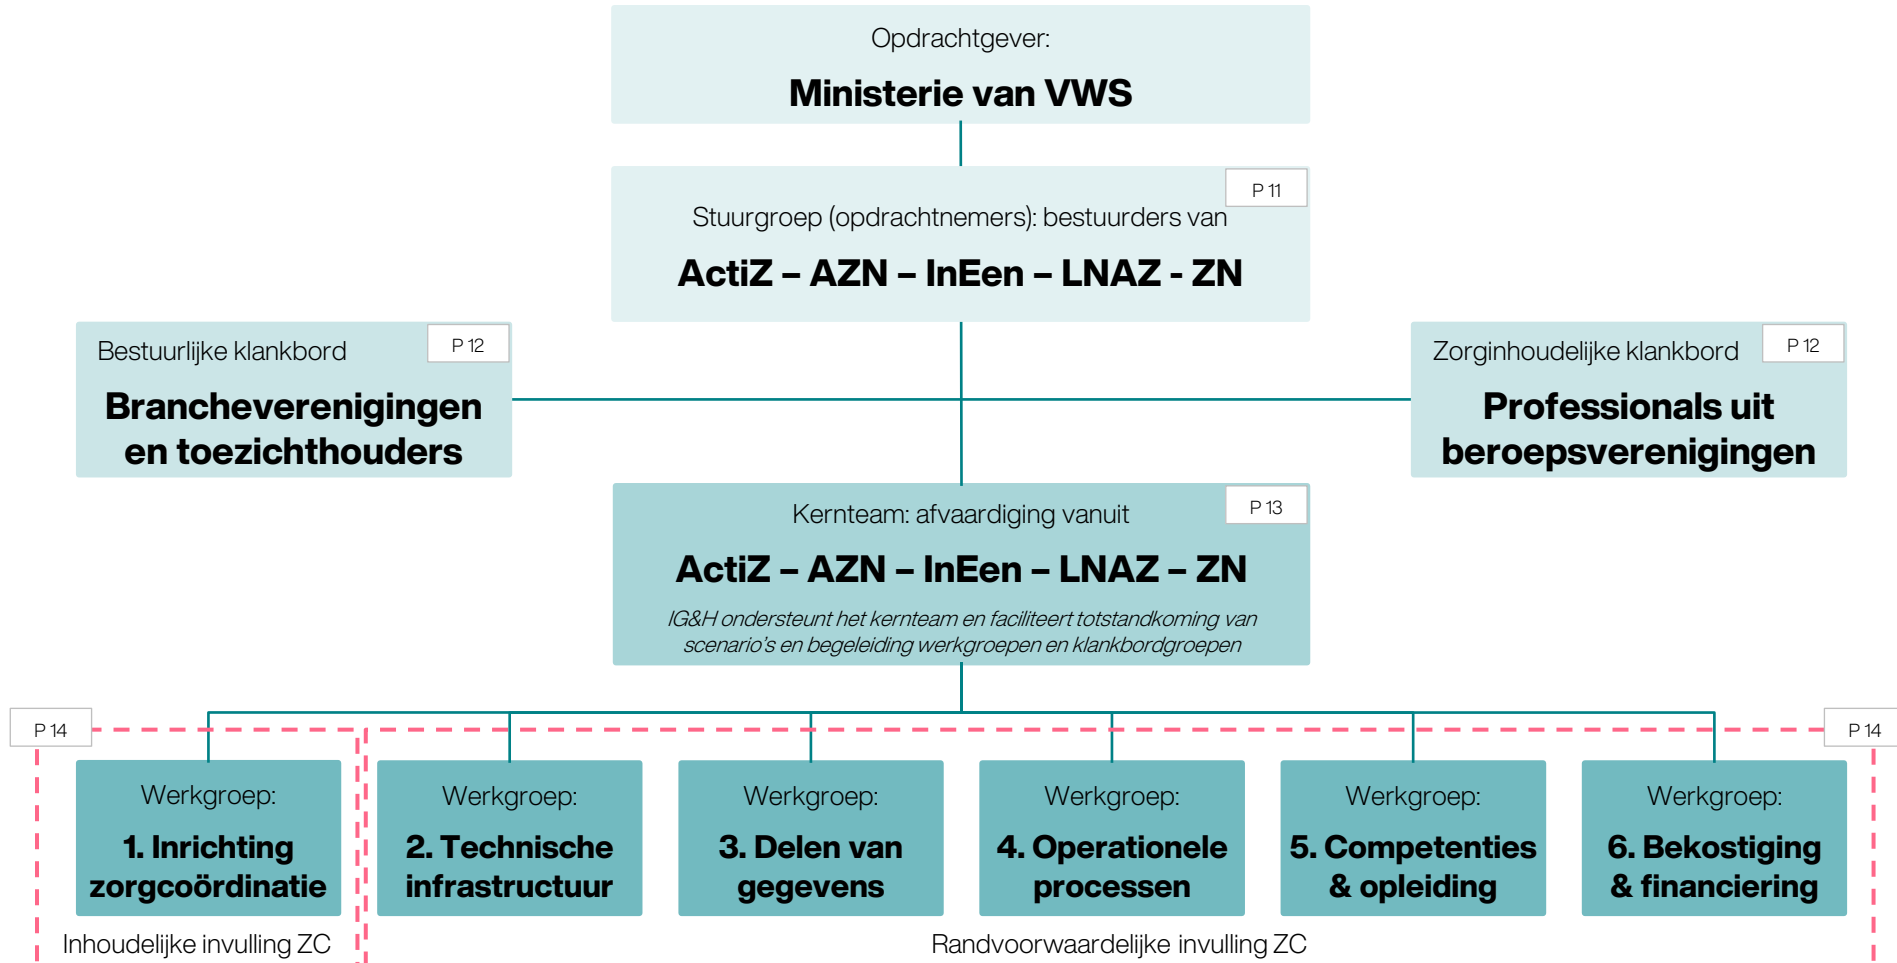 Opdrachtgever:
Ministerie van VWS
P 11
Stuurgroep (opdrachtnemers): bestuurders van
ActiZ – AZN – InEen – LNAZ - ZN
Bestuurlijke klankbord
P 12
Brancheverenigingen
en toezichthouders
Zorginhoudelijke klankbord
P 12
Professionals uit
beroepsverenigingen
P 13
Kernteam: afvaardiging vanuit
ActiZ – AZN – InEen – LNAZ – ZN
IG&H ondersteunt het kernteam en faciliteert totstandkoming van
scenario's en begeleiding werkgroepen en klankbordgroepen
P 14
P 14
Werkgroep:
1. Inrichting
zorgcoördinatie
Werkgroep:
2. Technische
infrastructuur
Werkgroep:
3. Delen van
gegevens
Werkgroep:
4. Operationele
processen
Werkgroep:
5. Competenties
& opleiding
Werkgroep:
6. Bekostiging
& financiering
Inhoudelijke invulling ZC
Randvoorwaardelijke invulling ZC